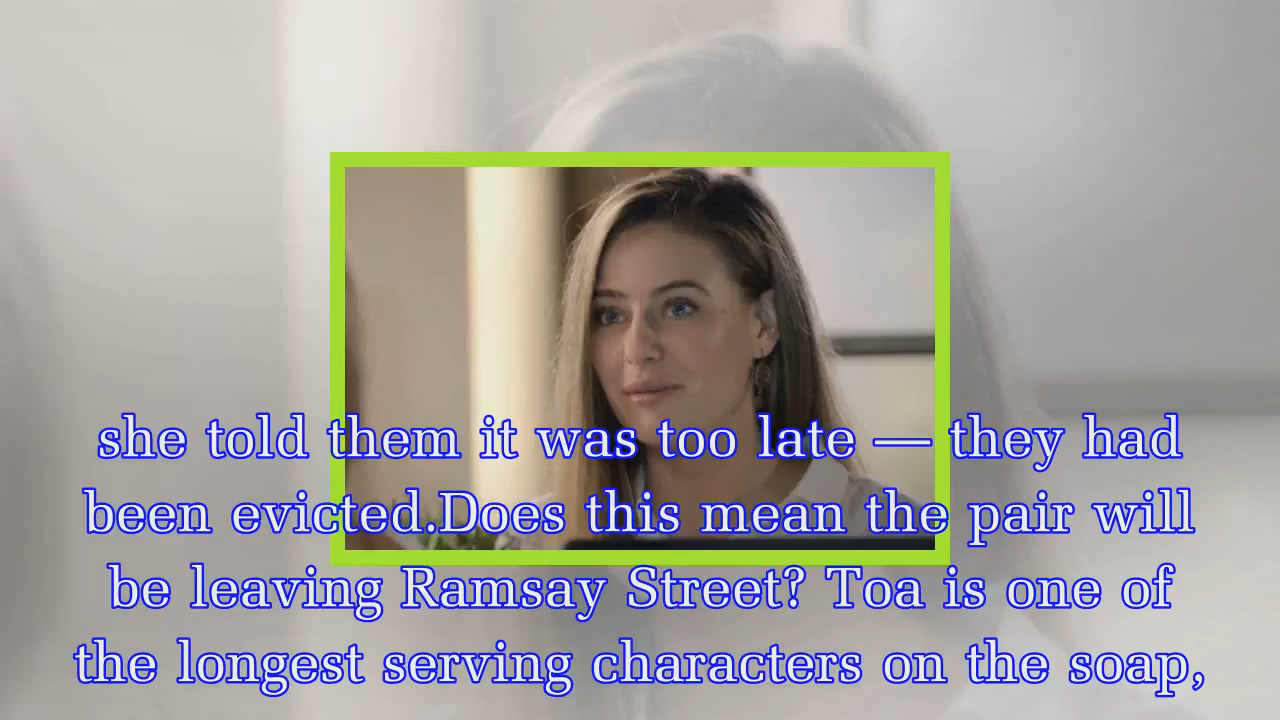 she told them it was too late — they had
been evicted.Does this mean the pair will
be leaving Ramsay Street? Toa is one of
the longest serving characters on the soap,